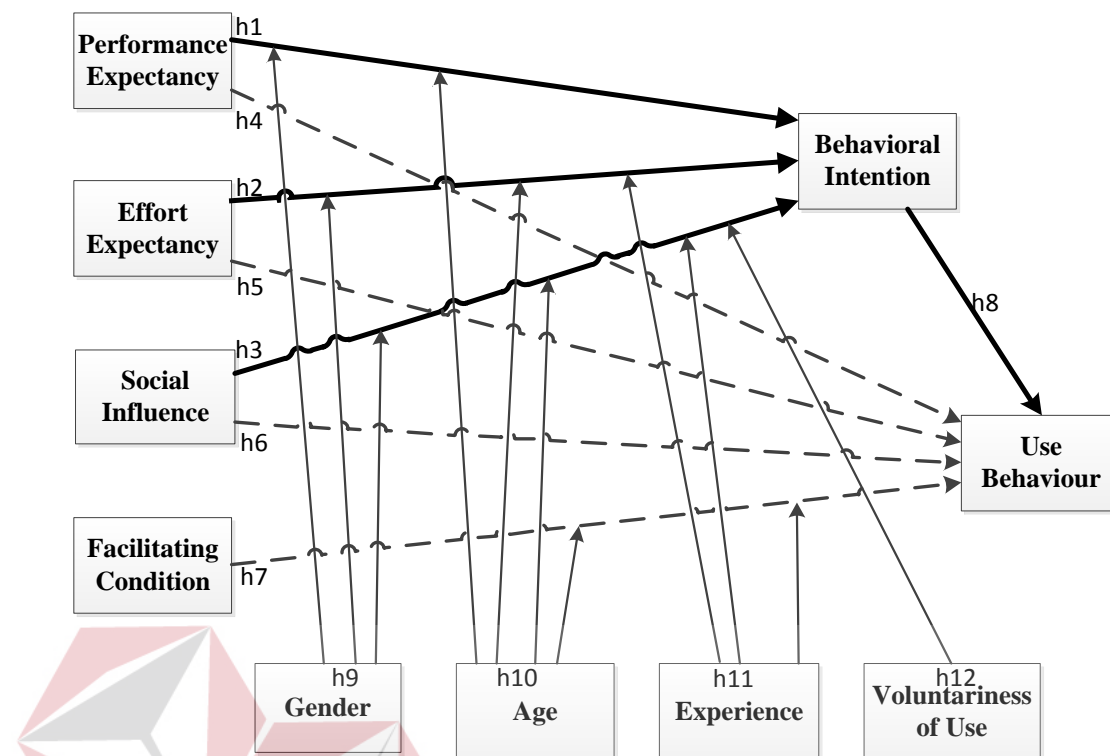 h1
Performance
Expectancy
h4
Behavioral
Intention
h2
Effort
Expectancy
h5
h8
h3
Social
Influence
h6
Use
Behaviour
Facilitating
Condition
h7
h9
Gender
h10
Age
h11
Experience
h12
Voluntariness
of Use